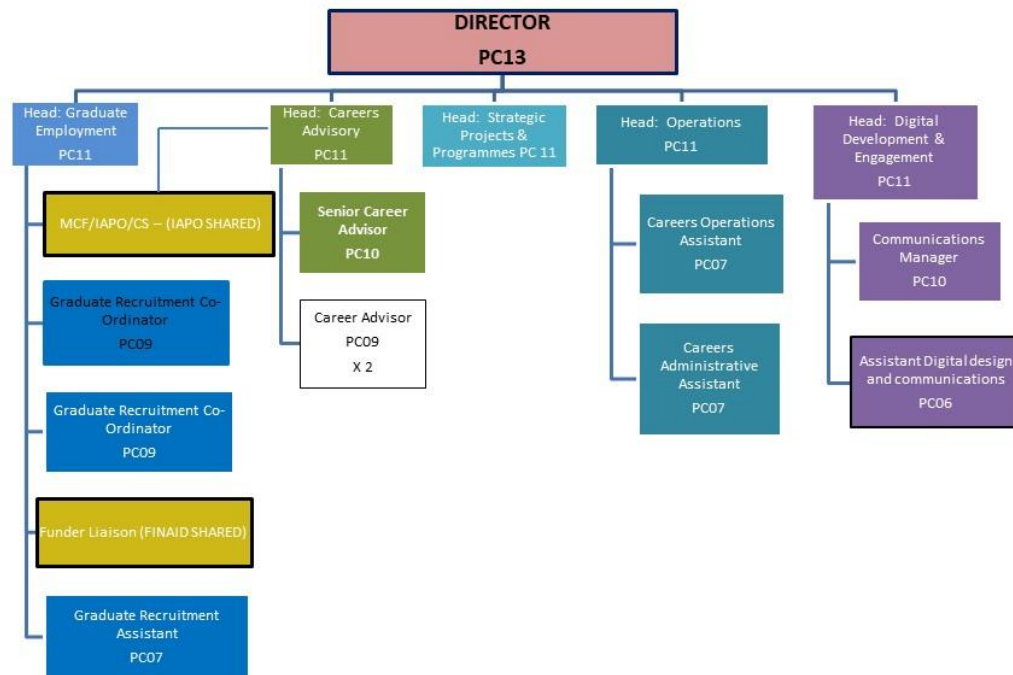 DIRECTOR
PC13
Head: Graduate
Employment
PC11
MCF/IAPO/CS – (IAPO SHARED)
Graduate Recruitment Co-
Ordinator
PC09
Graduate Recruitment Co-
Ordinator
PC09
Funder Liaison (FINAID SHARED)
Graduate Recruitment
Assistant
PC07
Head: Careers
Advisory
PC11
Senior Career
Advisor
PC10
Career Advisor
PC09
X 2
Head: Strategic
Projects &
Programmes PC 11
Head: Operations
PC11
Careers Operations
Assistant
PC07
Careers
Administrative
Assistant
PC07
Head: Digital
Development &
Engagement
PC11
Communications
Manager
PC10
Assistant Digital design
and communications
PC06